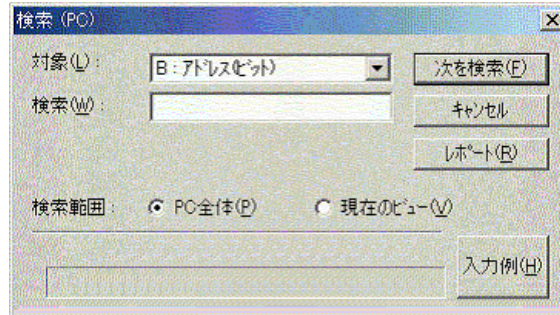 検索 (PC)
対象(L) :
B : ｱﾄﾞﾚｽ(ﾋﾞｯﾄ)
次を検索(F)
検索(W) :
ｷｬﾝｾﾙ
ﾚﾎﾟｰﾄ(R)
検索範囲 :
PC全体(P)
現在のﾋﾞｭｰ(V)
入力例(H)